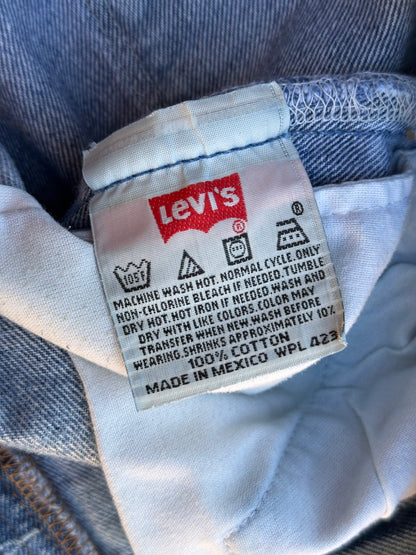 LEVI'S
®
®
105F
MACHINE WASH HOT. NORMAL CYCLE. ONLY
NON-CHLORINE BLEACH IF NEEDED. TUMBLE
DRY HOT. HOT IRON IF NEEDED. WASH AND
DRY WITH LIKE COLORS. COLOR MAY
TRANSFER WHEN NEW. WASH BEFORE
WEARING. SHRINKS APPROXIMATELY 10%
100% COTTON
MADE IN MEXICO WPL 423